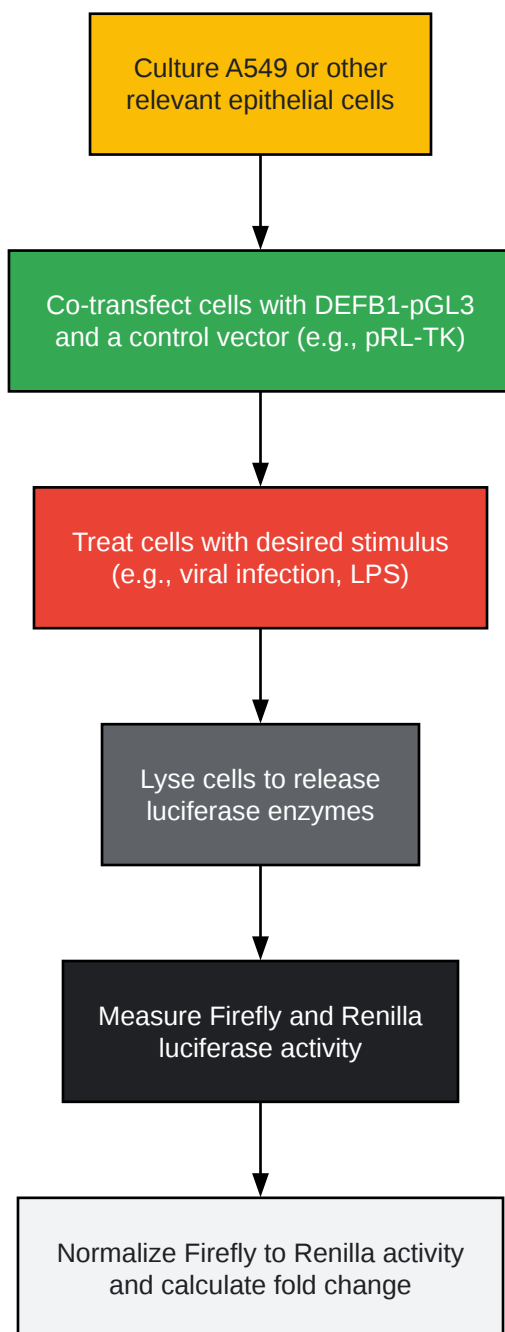 Culture A549 or other
relevant epithelial cells
Co-transfect cells with DEFB1-pGL3
and a control vector (e.g., pRL-TK)
Treat cells with desired stimulus
(e.g., viral infection, LPS)
Lyse cells to release
luciferase enzymes
Measure Firefly and Renilla
luciferase activity
Normalize Firefly to Renilla activity
and calculate fold change